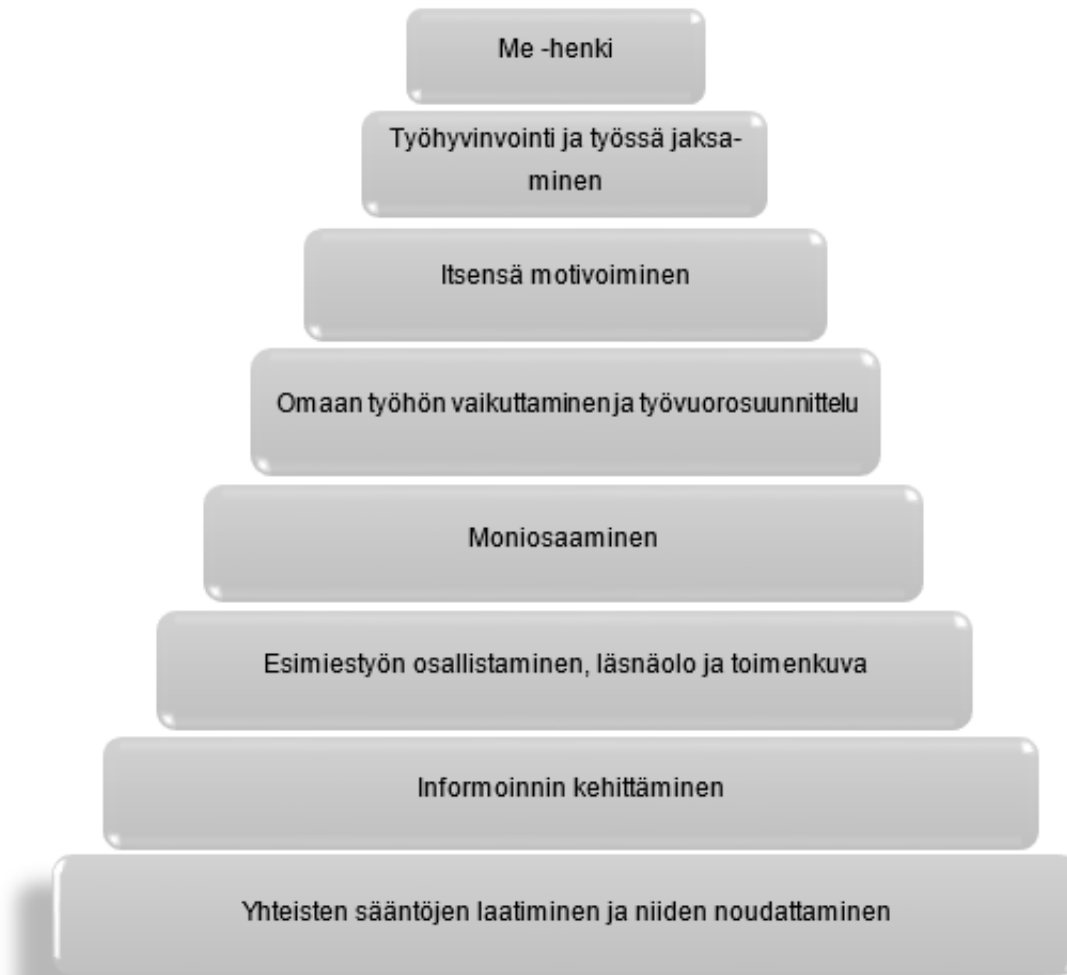 Me -henki
Työhyvinvointi ja työssä jaksa-
minen
Itsensä motivoiminen
Omaan työhön vaikuttaminen ja työvuorosuunnittelu
Moniosaaminen
Esimiestyön osallistaminen, läsnäolo ja toimenkuva
Informoinnin kehittäminen
Yhteisten sääntöjen laatiminen ja niiden noudattaminen